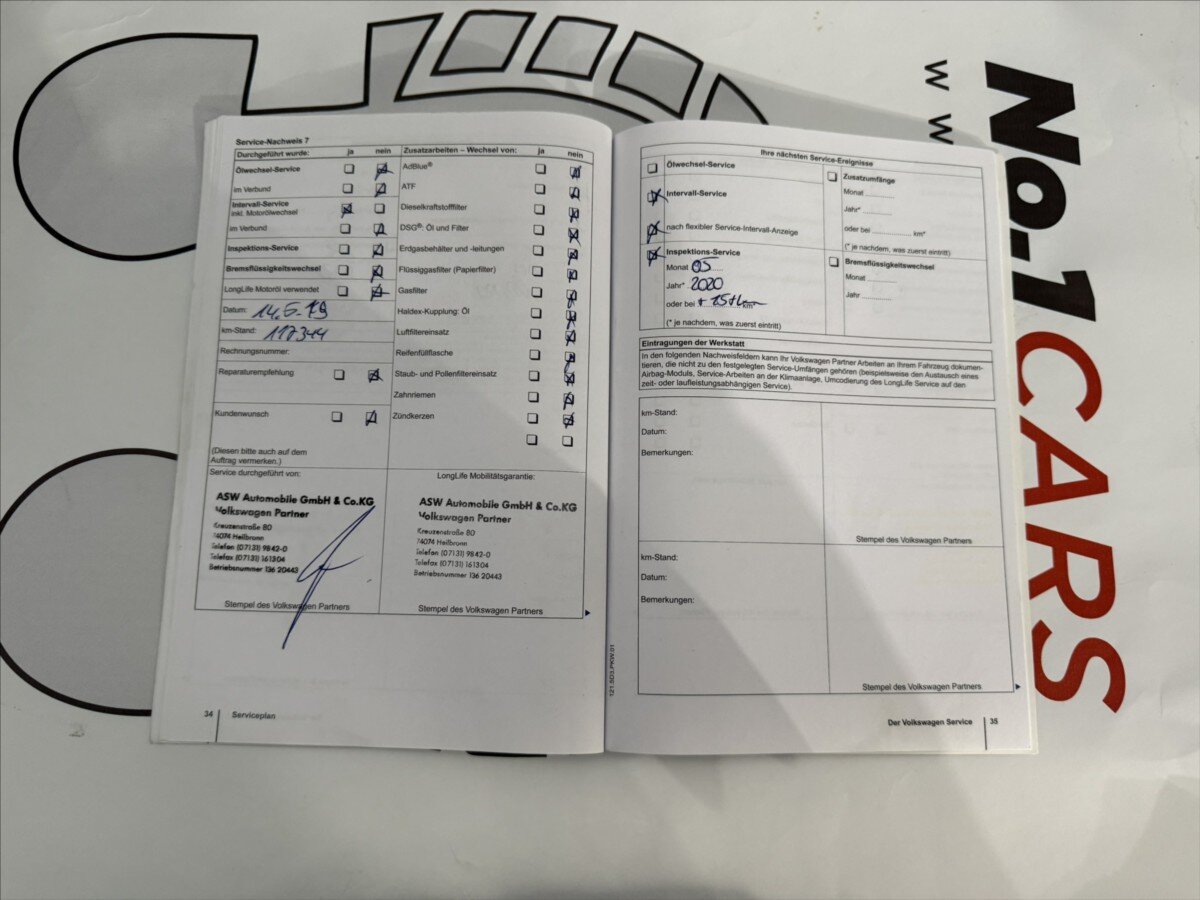 Service-Nachweis 7
Durchgeführt wurde: ja nein
Ölwechsel-Service
im Verbund
Intervall-Service
inkl. Motorölwechsel
im Verbund
Inspektions-Service
Bremsflüssigkeitswechsel
LongLife Motoröl verwendet
Datum: 14.5.19
km-Stand: 117344
Rechnungsnummer:
Reparaturempfehlung
Kundenwunsch
(Diesen bitte auch auf dem
Auftrag vermerken.)
Zusatzarbeiten – Wechsel von: ja nein
AdBlue®
ATF
Dieselkraftstofffilter
DSG®: Öl und Filter
Erdgasbehälter und -leitungen
Flüssiggasfilter (Papierfilter)
Gasfilter
Haldex-Kupplung: Öl
Luftfiltereinsatz
Reifenfüllflasche
Staub- und Pollenfiltereinsatz
Zahnriemen
Zündkerzen
Service durchgeführt von:
ASW Automobile GmbH & Co.KG
Volkswagen Partner
Kreuzenstraße 80
74074 Heilbronn
Telefon (07131) 9842-0
Telefax (07131) 161304
Betriebsnummer 136 20443
Stempel des Volkswagen Partners
LongLife Mobilitätsgarantie:
ASW Automobile GmbH & Co.KG
Volkswagen Partner
Kreuzenstraße 80
74074 Heilbronn
Telefon (07131) 9842-0
Telefax (07131) 161304
Betriebsnummer 136 20443
Stempel des Volkswagen Partners
34 Serviceplan
121.5D3.PKW.01
Ihre nächsten Service-Ereignisse
Ölwechsel-Service
Intervall-Service
nach flexibler Service-Intervall-Anzeige
Inspektions-Service
Monat 05
Jahr* 2020
oder bei km*
(* je nachdem, was zuerst eintritt)
Zusatzumfänge
Monat ............
Jahr* ............
oder bei ................ km*
(* je nachdem, was zuerst eintritt)
Bremsflüssigkeitswechsel
Monat ............
Jahr ............
Eintragungen der Werkstatt
In den folgenden Nachweisfeldern kann Ihr Volkswagen Partner Arbeiten an Ihrem Fahrzeug dokumen-
tieren, die nicht zu den festgelegten Service-Umfängen gehören (beispielsweise den Austausch eines
Airbag-Moduls, Service-Arbeiten an der Klimaanlage, Umcodierung des LongLife Service auf den
zeit- oder laufleistungsabhängigen Service).
km-Stand:
Datum:
Bemerkungen:
Stempel des Volkswagen Partners
km-Stand:
Datum:
Bemerkungen:
Stempel des Volkswagen Partners
Der Volkswagen Service 35
No.1 CARS
w w